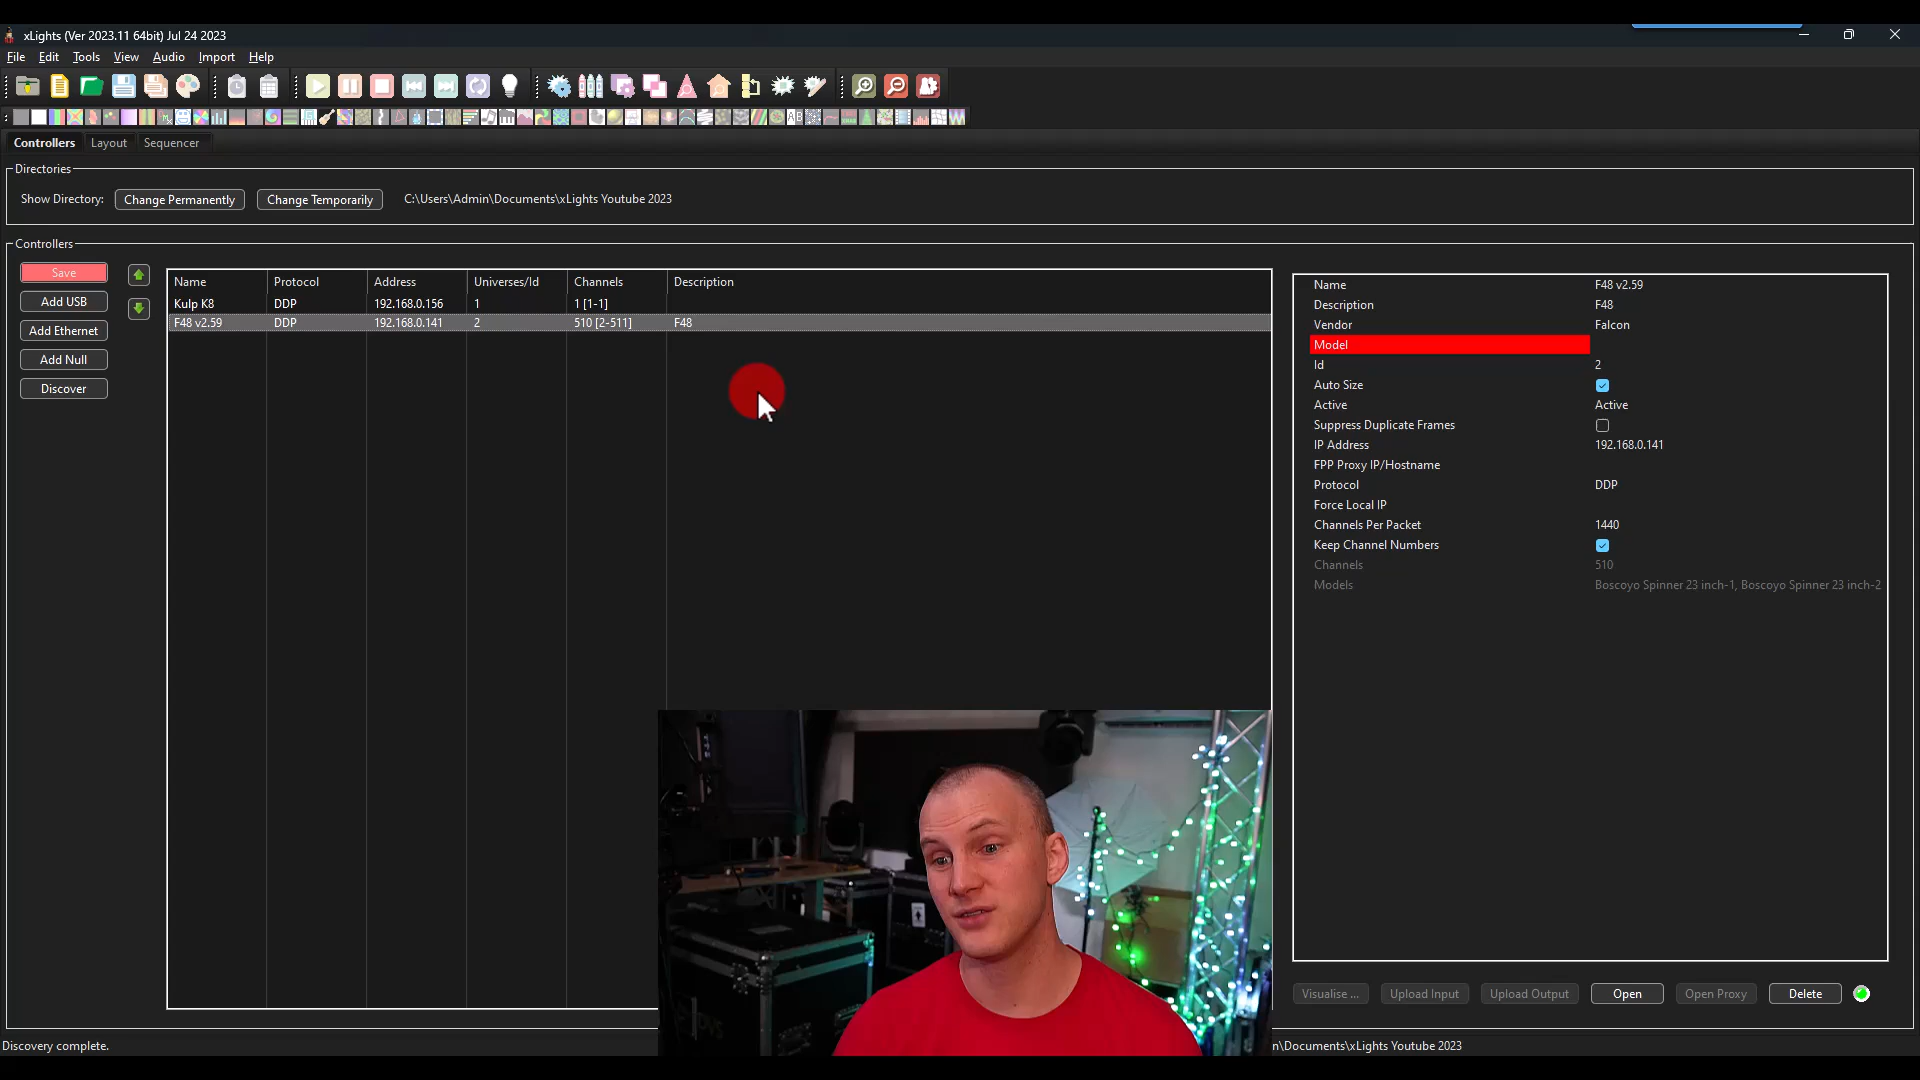 xLights (Ver 2023.11 64bit) Jul 24 2023
File Edit Tools View Audio Import Help
Controllers Layout Sequencer
Directories
Show Directory: Change Permanently Change Temporarily C:\Users\Admin\Documents\xLights Youtube 2023
Controllers
Save
Add USB
Add Ethernet
Add Null
Discover
Name Protocol Address Universes/Id Channels Description
Kulp K8 DDP 192.168.0.156 1 1 [1-1]
F48 v2.59 DDP 192.168.0.141 2 510 [2-511] F48
Name F48 v2.59
Description F48
Vendor Falcon
Model
Id 2
Auto Size
Active Active
Suppress Duplicate Frames
IP Address 192.168.0.141
FPP Proxy IP/Hostname
Protocol DDP
Force Local IP
Channels Per Packet 1440
Keep Channel Numbers
Channels 510
Models Boscoyo Spinner 23 inch-1, Boscoyo Spinner 23 inch-2
Visualise ... Upload Input Upload Output Open Open Proxy Delete
Discovery complete. n\Documents\xLights Youtube 2023